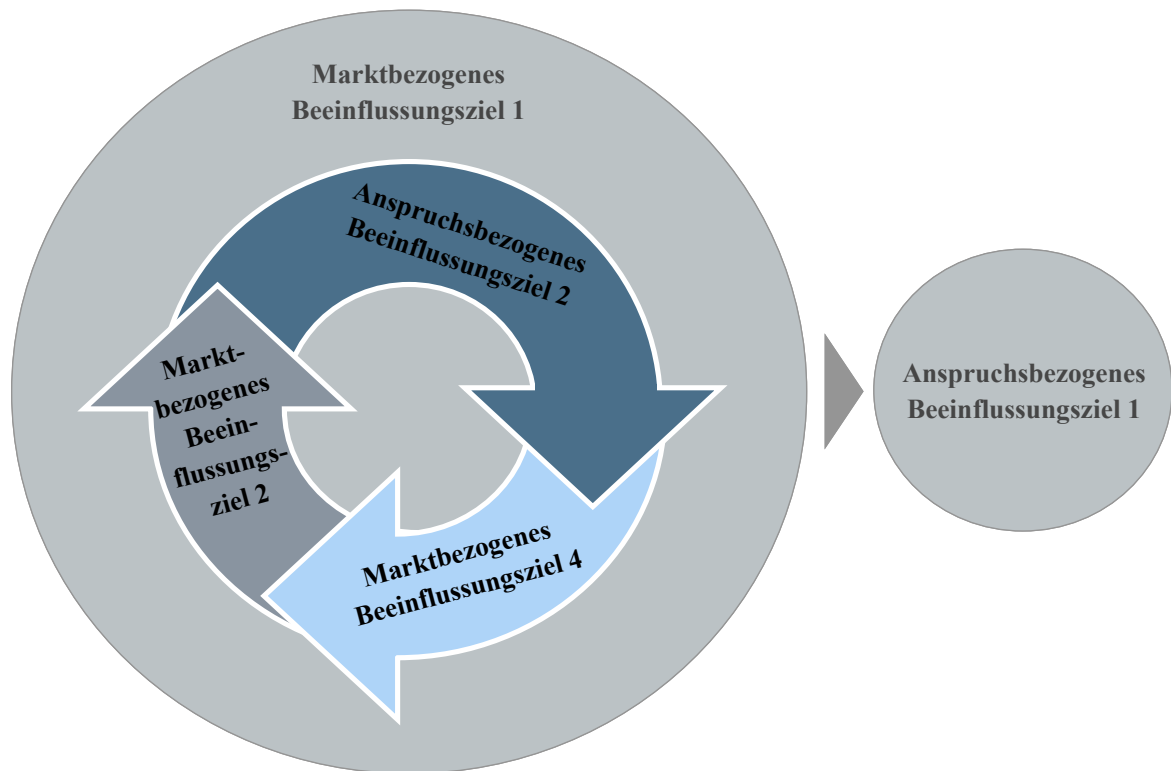 Marktbezogenes
Beeinflussungsziel 1
Anspruchsbezogenes
Beeinflussungsziel 2
Markt-
bezogenes
Beein-
flussungs-
ziel 2
Marktbezogenes
Beeinflussungsziel 4
Anspruchsbezogenes
Beeinflussungsziel 1